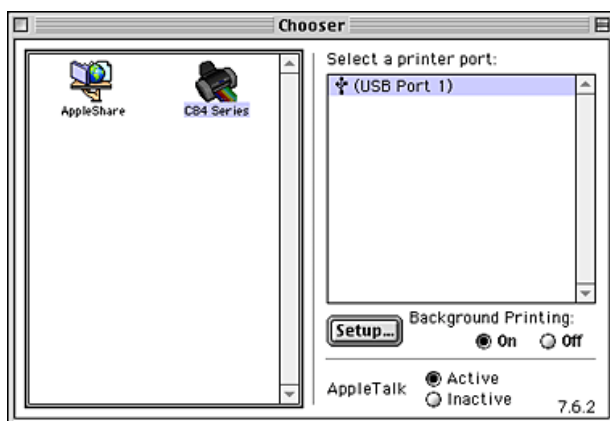 Chooser
AppleShare
C84 Series
Select a printer port:
(USB Port 1)
Setup...
Background Printing:
On Off
AppleTalk
Active
Inactive
7.6.2